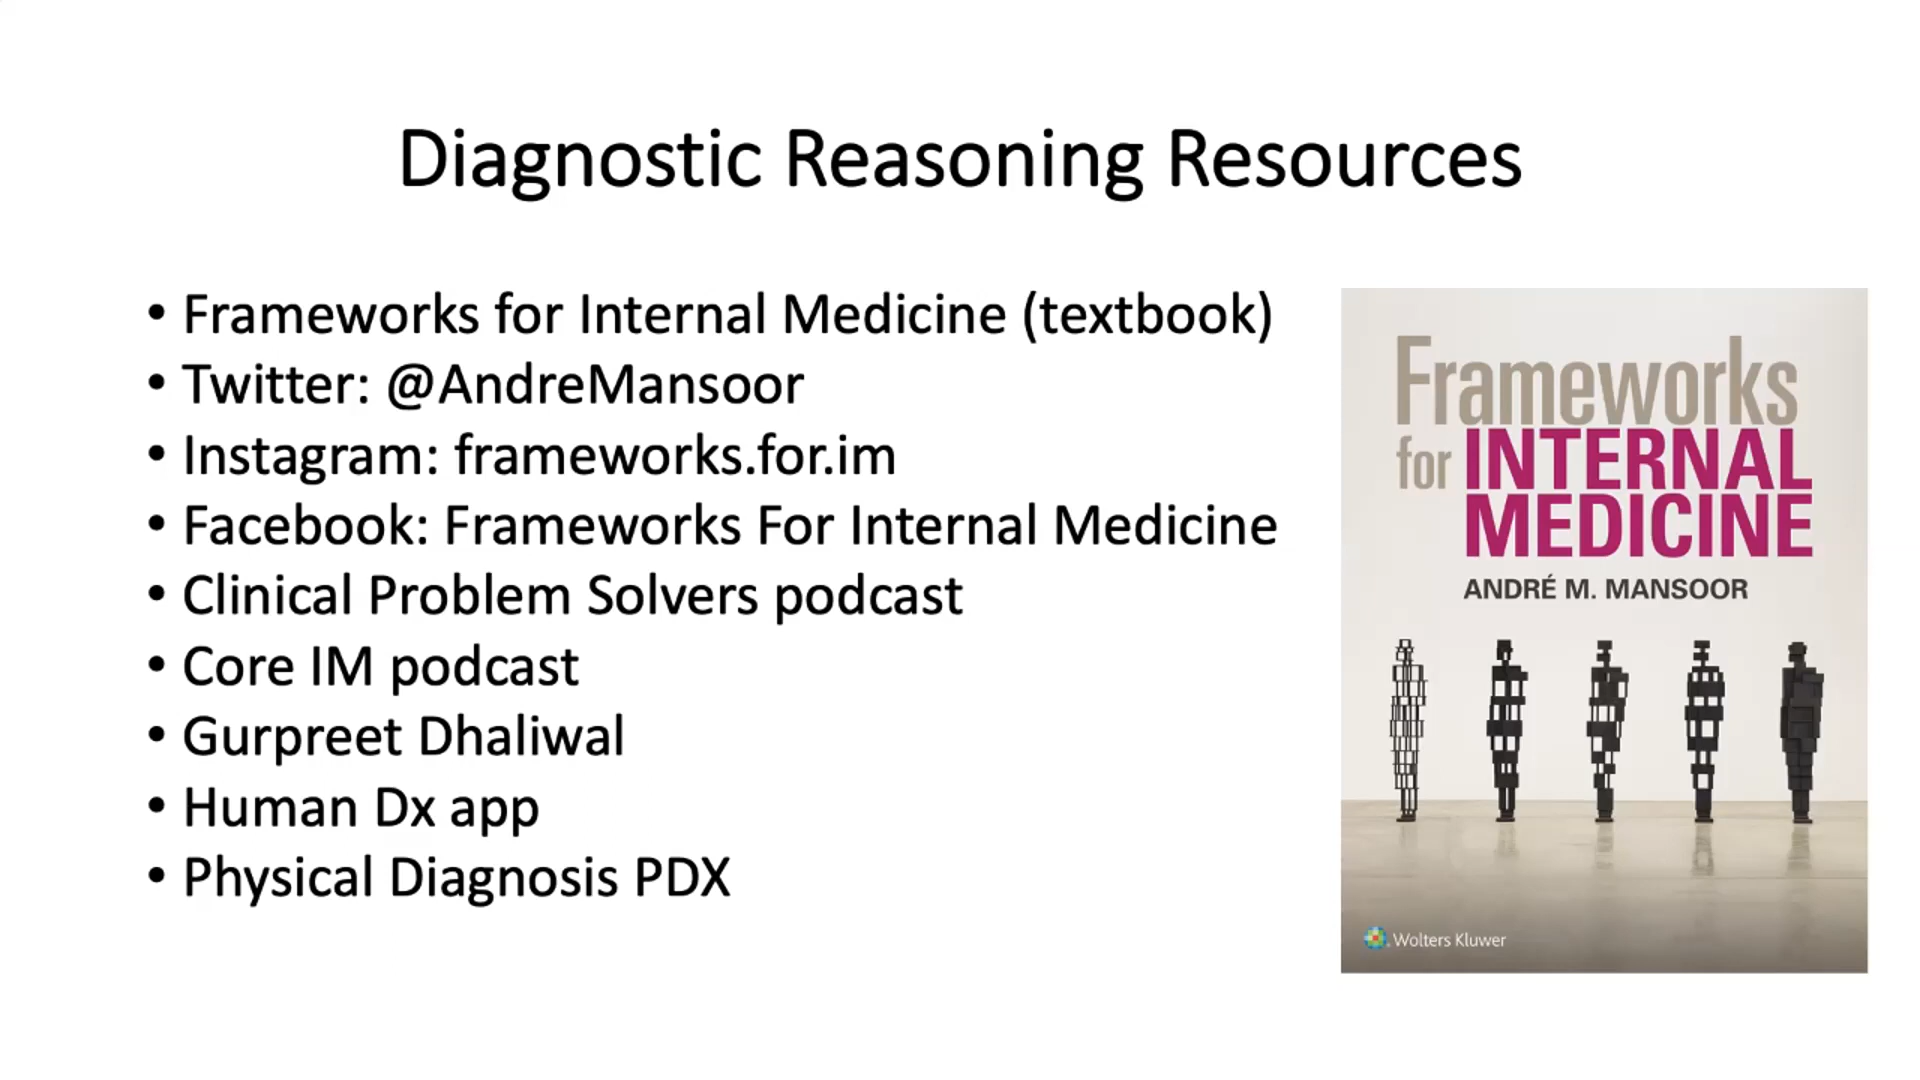 Diagnostic Reasoning Resources
• Frameworks for Internal Medicine (textbook)
• Twitter: @AndreMansoor
• Instagram: frameworks.for.im
• Facebook: Frameworks For Internal Medicine
• Clinical Problem Solvers podcast
• Core IM podcast
• Gurpreet Dhaliwal
• Human Dx app
• Physical Diagnosis PDX
Frameworks
for INTERNAL
MEDICINE
ANDRÉ M. MANSOOR
Wolters Kluwer